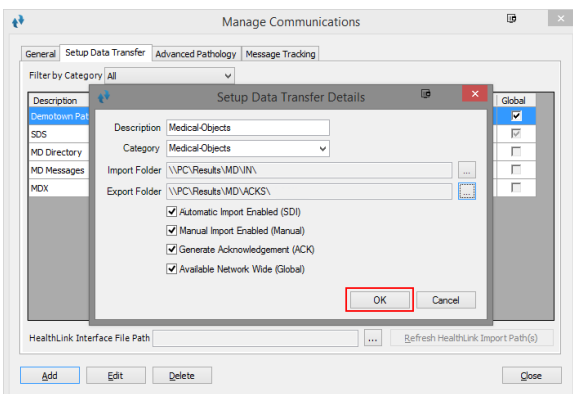 Manage Communications
General Setup Data Transfer Advanced Pathology Message Tracking
Filter by Category All
Description Global
Demotown Pat
SDS
MD Directory
MD Messages
MDX
Setup Data Transfer Details
Description Medical-Objects
Category Medical-Objects
Import Folder \\PC\Results\MD\IN\ ...
Export Folder \\PC\Results\MD\ACKS\ ...
Automatic Import Enabled (SDI)
Manual Import Enabled (Manual)
Generate Acknowledgement (ACK)
Available Network Wide (Global)
OK Cancel
HealthLink Interface File Path ... Refresh HealthLink Import Path(s)
Add Edit Delete Close